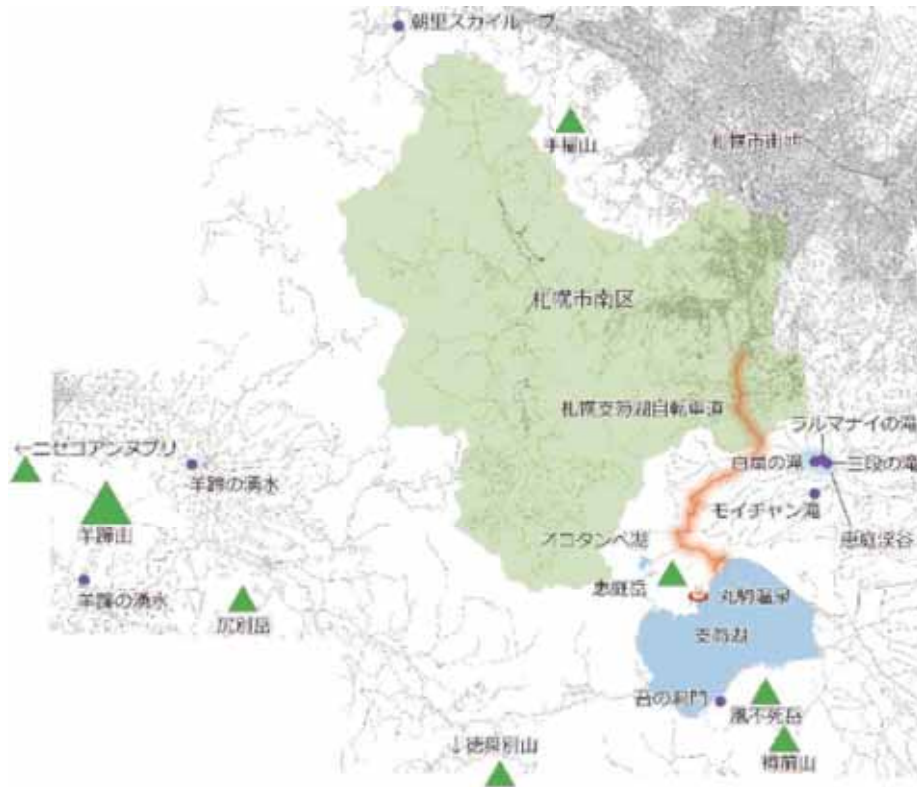 朝里スカイループ
手稲山
札幌市街地
札幌市南区
札幌支笏湖自転車道
ラルマナイの滝
白扇の滝
三段の滝
←ニセコアンヌプリ
羊蹄の湧水
羊蹄山
モイチャン滝
恵庭渓谷
オコタンペ湖
恵庭岳
丸駒温泉
羊蹄の湧水
尻別岳
支笏湖
苔の洞門
風不死岳
↓徳舜別山
樽前山